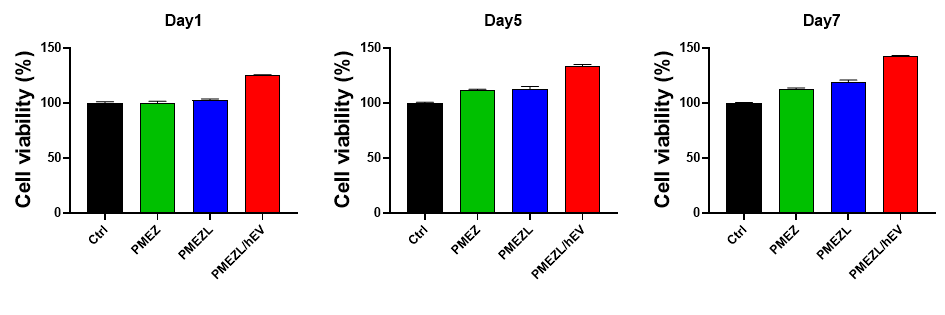 Day1
Cell viability (%)
150
100
50
0
Ctrl
PMEZ
PMEZL
PMEZL/hEV
Day5
Cell viability (%)
150
100
50
0
Ctrl
PMEZ
PMEZL
PMEZL/hEV
Day7
Cell viability (%)
150
100
50
0
Ctrl
PMEZ
PMEZL
PMEZL/hEV